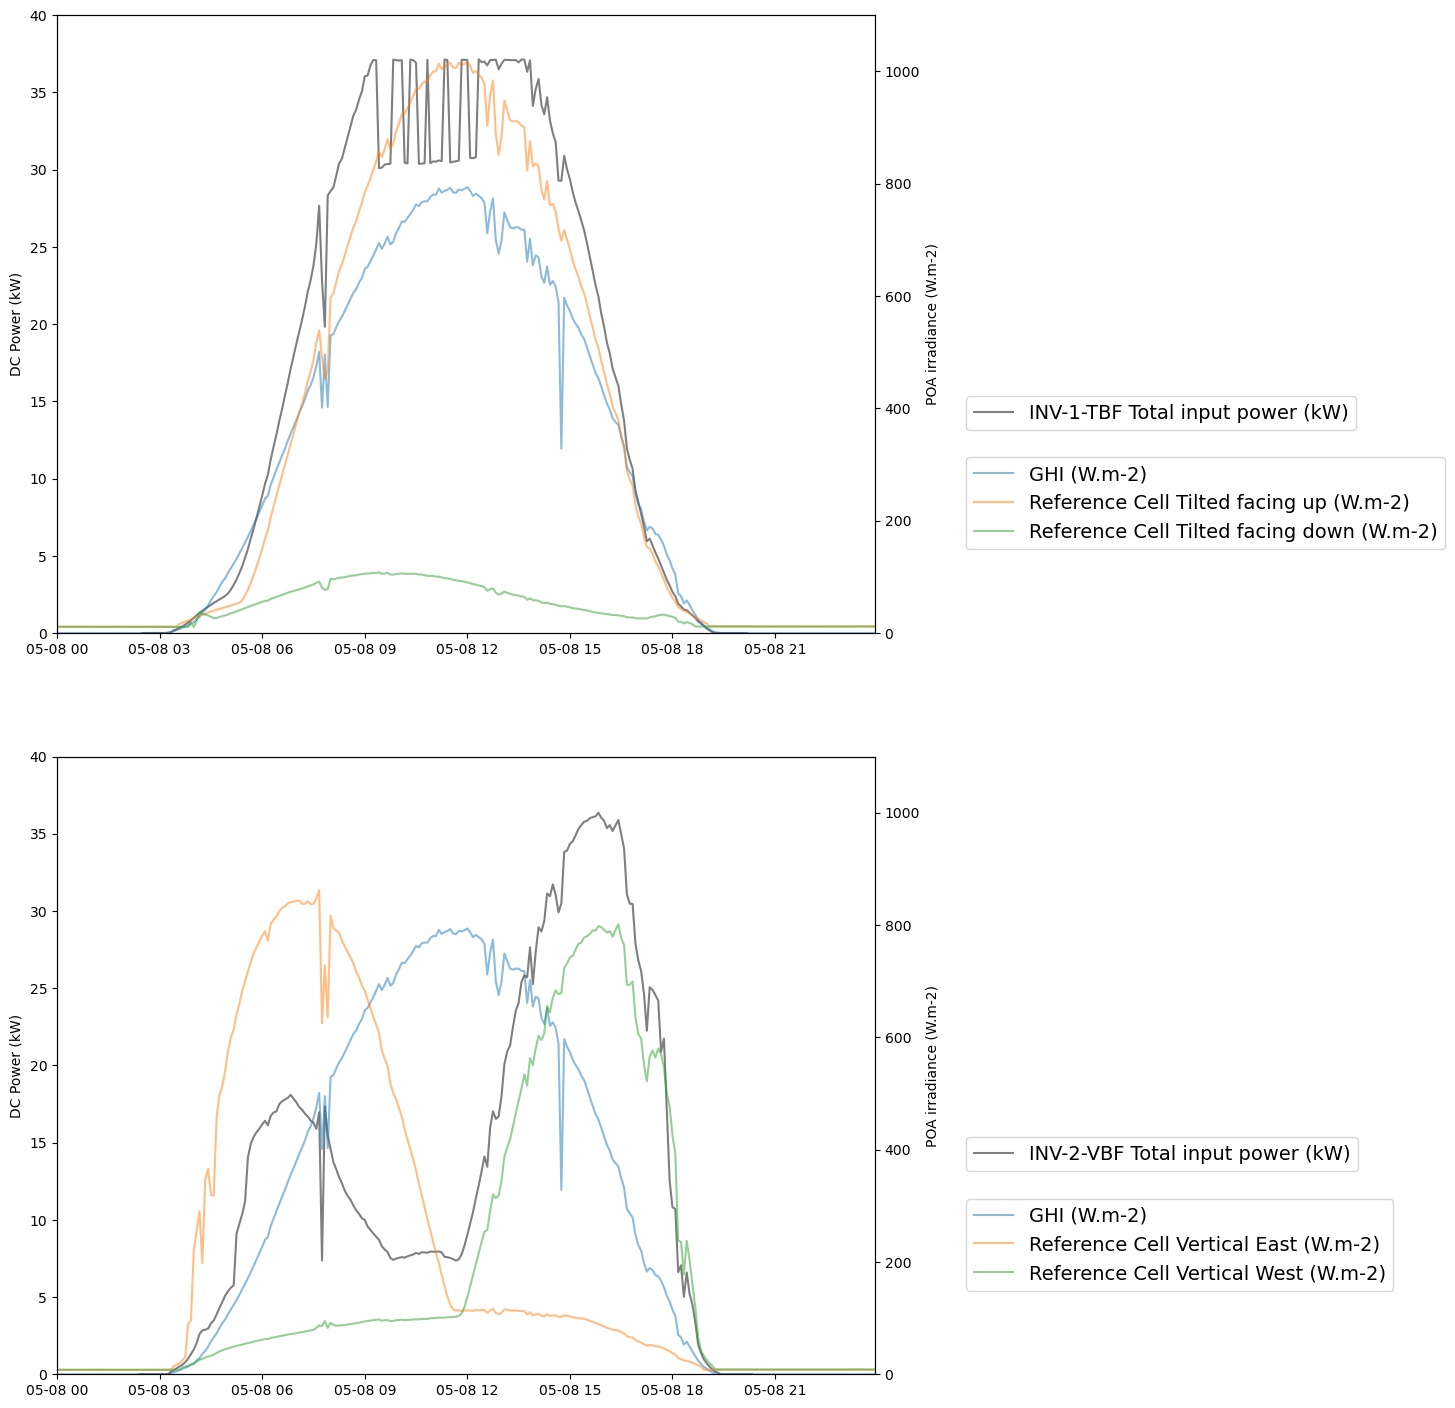 40
35
30
25
20
15
10
5
0
DC Power (kW)
1000
800
600
400
200
0
POA irradiance (W.m-2)
05-08 00 05-08 03 05-08 06 05-08 09 05-08 12 05-08 15 05-08 18 05-08 21
INV-1-TBF Total input power (kW)
GHI (W.m-2)
Reference Cell Tilted facing up (W.m-2)
Reference Cell Tilted facing down (W.m-2)
40
35
30
25
20
15
10
5
0
DC Power (kW)
1000
800
600
400
200
0
POA irradiance (W.m-2)
05-08 00 05-08 03 05-08 06 05-08 09 05-08 12 05-08 15 05-08 18 05-08 21
INV-2-VBF Total input power (kW)
GHI (W.m-2)
Reference Cell Vertical East (W.m-2)
Reference Cell Vertical West (W.m-2)